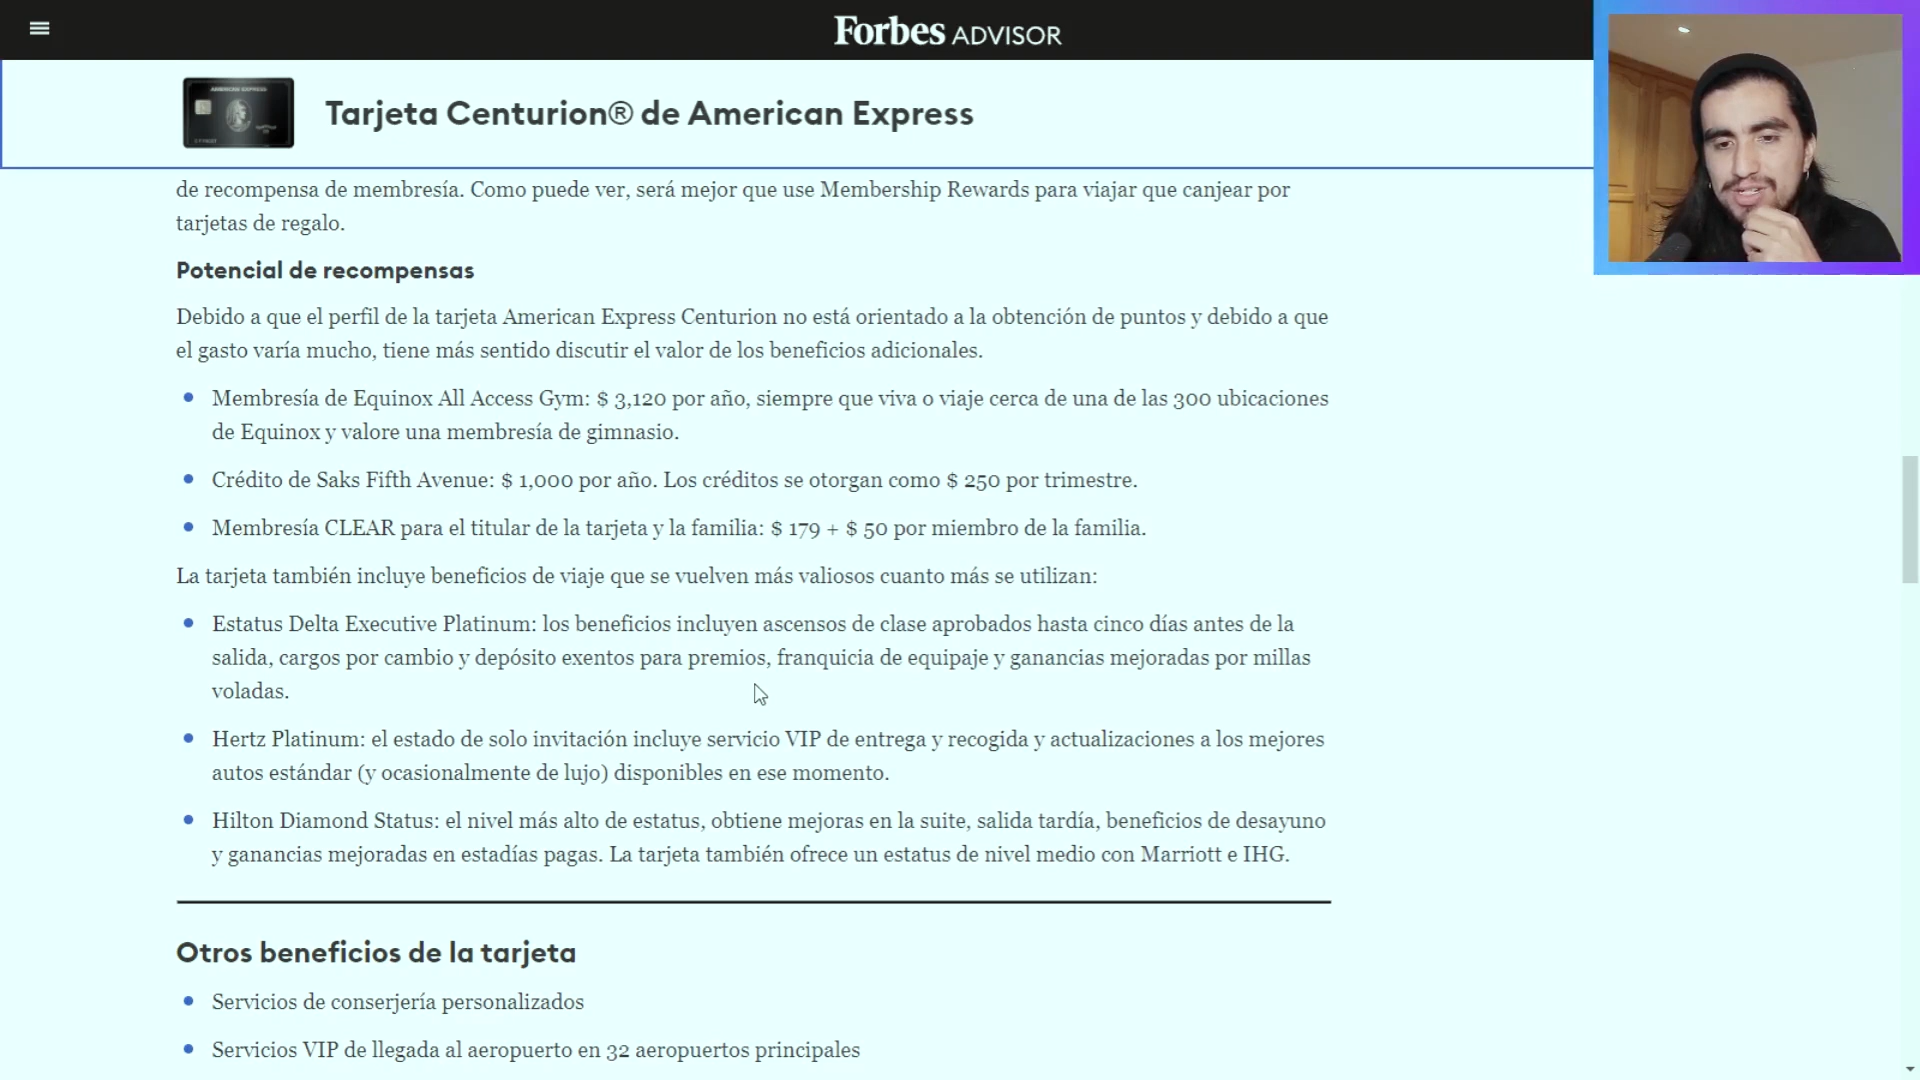 Forbes ADVISOR
AMERICAN EXPRESS
Tarjeta Centurion® de American Express
de recompensa de membresía. Como puede ver, será mejor que use Membership Rewards para viajar que canjear por
tarjetas de regalo.
Potencial de recompensas
Debido a que el perfil de la tarjeta American Express Centurion no está orientado a la obtención de puntos y debido a que
el gasto varía mucho, tiene más sentido discutir el valor de los beneficios adicionales.
Membresía de Equinox All Access Gym: $ 3,120 por año, siempre que viva o viaje cerca de una de las 300 ubicaciones
de Equinox y valore una membresía de gimnasio.
Crédito de Saks Fifth Avenue: $ 1,000 por año. Los créditos se otorgan como $ 250 por trimestre.
Membresía CLEAR para el titular de la tarjeta y la familia: $ 179 + $ 50 por miembro de la familia.
La tarjeta también incluye beneficios de viaje que se vuelven más valiosos cuanto más se utilizan:
Estatus Delta Executive Platinum: los beneficios incluyen ascensos de clase aprobados hasta cinco días antes de la
salida, cargos por cambio y depósito exentos para premios, franquicia de equipaje y ganancias mejoradas por millas
voladas.
Hertz Platinum: el estado de solo invitación incluye servicio VIP de entrega y recogida y actualizaciones a los mejores
autos estándar (y ocasionalmente de lujo) disponibles en ese momento.
Hilton Diamond Status: el nivel más alto de estatus, obtiene mejoras en la suite, salida tardía, beneficios de desayuno
y ganancias mejoradas en estadías pagas. La tarjeta también ofrece un estatus de nivel medio con Marriott e IHG.
Otros beneficios de la tarjeta
Servicios de conserjería personalizados
Servicios VIP de llegada al aeropuerto en 32 aeropuertos principales